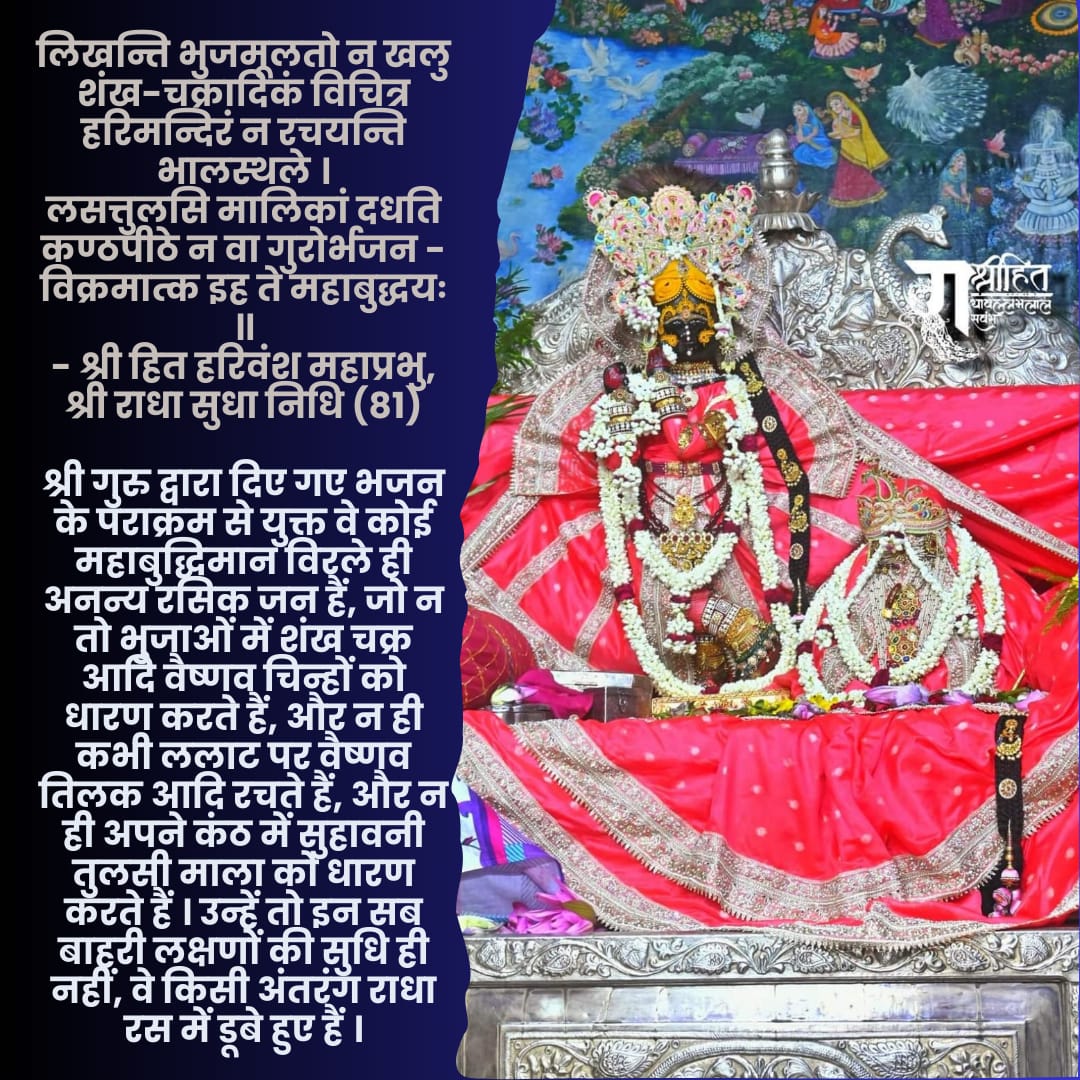 लिखन्ति भुजमूलतो न खलु
शंख-चक्रादिकं विचित्र
हरिमन्दिरं न रचयन्ति
भालस्थले ।
लसत्तुलसि मालिकां दधति
कण्ठपीठे न वा गुरोर्भजन -
विक्रमात्क इह ते महाबुद्धयः
॥
- श्री हित हरिवंश महाप्रभु,
श्री राधा सुधा निधि (81)
श्री गुरु द्वारा दिए गए भजन
के पराक्रम से युक्त वे कोई
महाबुद्धिमान विरले ही
अनन्य रसिक जन हैं, जो न
तो भुजाओं में शंख चक्र
आदि वैष्णव चिन्हों को
धारण करते हैं, और न ही
कभी ललाट पर वैष्णव
तिलक आदि रचते हैं, और न
ही अपने कंठ में सुहावनी
तुलसी माला को धारण
करते हैं । उन्हें तो इन सब
बाहरी लक्षणों की सुधि ही
नहीं, वे किसी अंतरंग राधा
रस में डूबे हुए हैं ।
श्रीहित